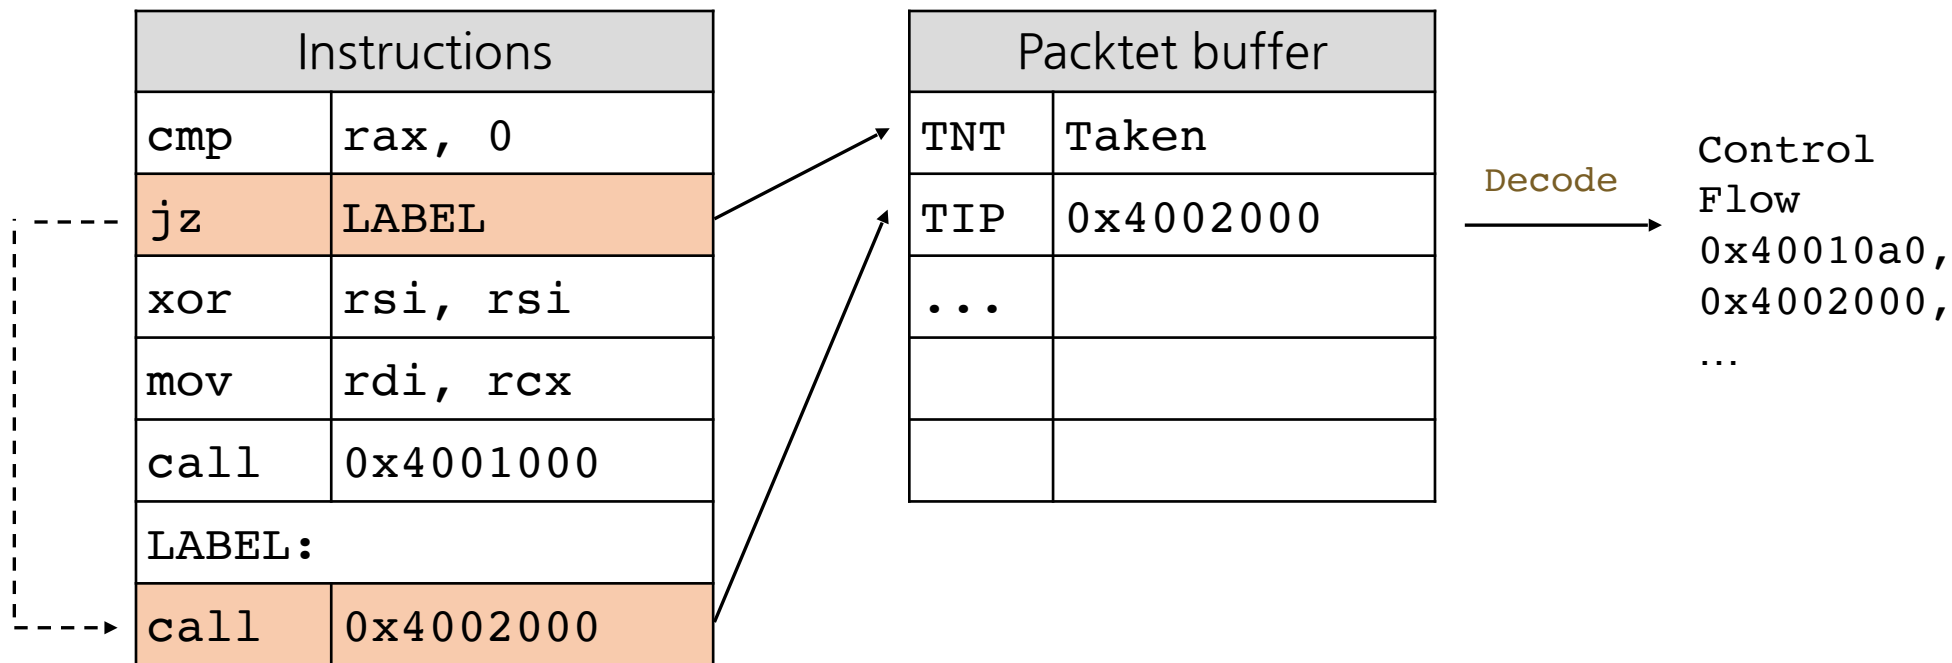 Instructions
cmp rax, 0
jz LABEL
xor rsi, rsi
mov rdi, rcx
call 0x4001000
LABEL:
call 0x4002000
Packtet buffer
TNT Taken
TIP 0x4002000
...
Decode
Control
Flow
0x40010a0,
0x4002000,
...